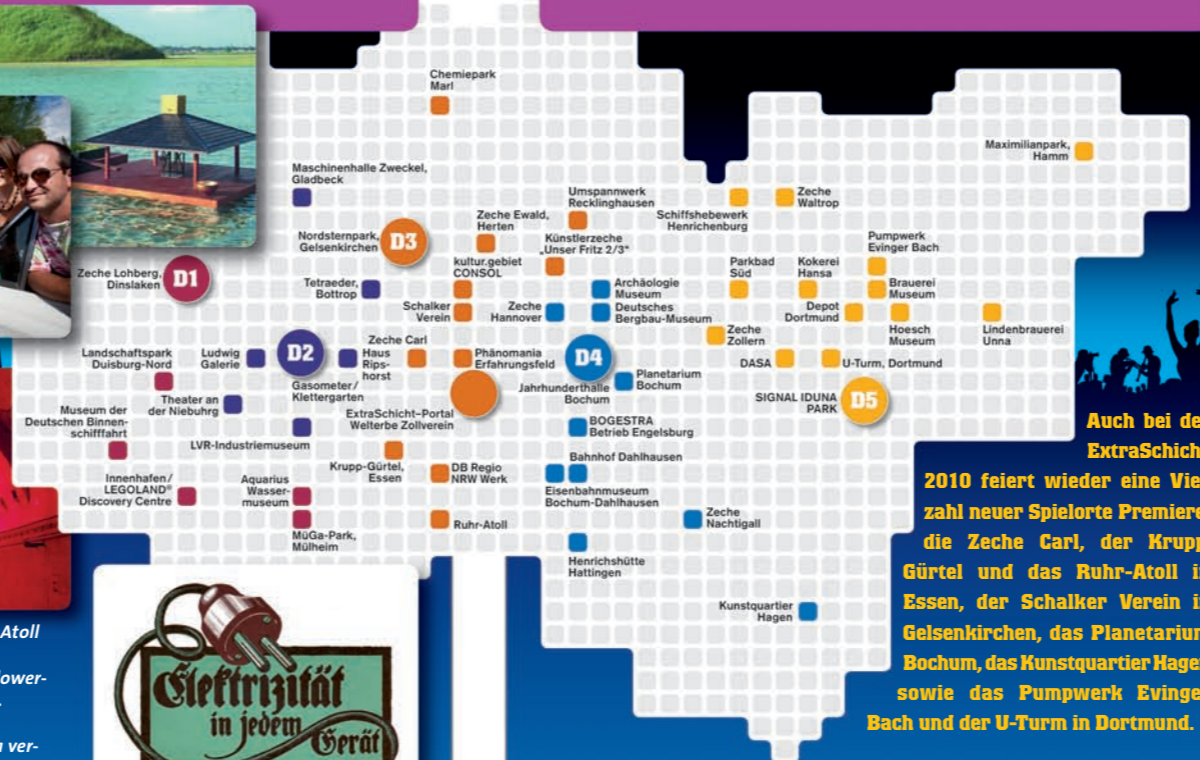 Chemiepark
Marl
Maximilianpark,
Hamm
Maschinenhalle Zweckel,
Gladbeck
Umspannwerk
Recklinghausen
Schiffshebewerk
Henrichenburg
Zeche
Waltrop
Zeche Ewald,
Herten
Nordsternpark,
Gelsenkirchen
D3
Künstlerzeche
„Unser Fritz 2/3“
Pumpwerk
Evinger Bach
Zeche Lohberg,
Dinslaken
D1
kultur.gebiet
CONSOL
Parkbad
Süd
Kokerei
Hansa
Tetraeder,
Bottrop
Archäologie
Museum
Brauerei
Museum
Schalker
Verein
Zeche
Hannover
Deutsches
Bergbau-Museum
Depot
Dortmund
Hoesch
Museum
Lindenbrauerei
Unna
Zeche
Zollern
Landschaftspark
Duisburg-Nord
Ludwig
Galerie
D2
Zeche Carl
Haus
Rips-
horst
Phänomania
Erfahrungsfeld
D4
DASA
U-Turm, Dortmund
Gasometer/
Klettergarten
Jahrhunderthalle
Bochum
Planetarium
Bochum
SIGNAL IDUNA
PARK
D5
Theater an
der Niebuhrg
Museum der
Deutschen Binnen-
schifffahrt
ExtraSchicht-Portal
Welterbe Zollverein
BOGESTRA
Betrieb Engelsburg
LVR-Industriemuseum
Krupp-Gürtel,
Essen
DB Regio
NRW Werk
Bahnhof Dahlhausen
Innenhafen/
LEGOLAND®
Discovery Centre
Aquarius
Wasser-
museum
Eisenbahnmuseum
Bochum-Dahlhausen
Ruhr-Atoll
Zeche
Nachtigall
MüGa-Park,
Mülheim
Henrichshütte
Hattingen
Kunstquartier
Hagen
Auch bei de
ExtraSchich
2010 feiert wieder eine Vie
zahl neuer Spielorte Premiere
die Zeche Carl, der Krupp
Gürtel und das Ruhr-Atoll i
Essen, der Schalker Verein i
Gelsenkirchen, das Planetarium
Bochum, das Kunstquartier Hagen
sowie das Pumpwerk Evinge
Bach und der U-Turm in Dortmund.
Atoll
lower-
ver-
Elektrizität
in jedem
Gerät